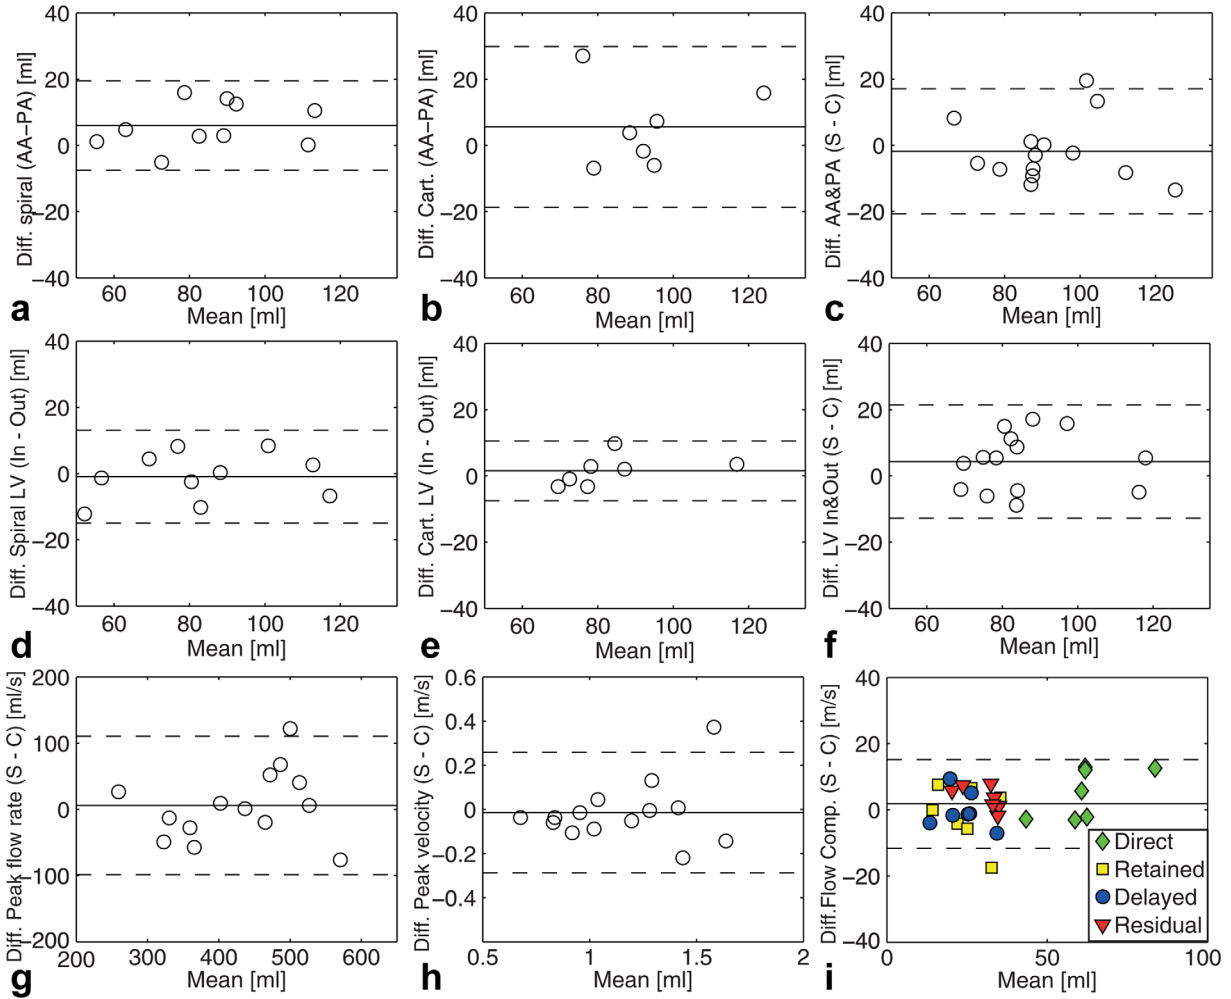 40
20
0
−20
−40
60 80 100 120
Mean [ml]
Diff. spiral (AA−PA) [ml]
a
40
20
0
−20
−40
60 80 100 120
Mean [ml]
Diff. Cart. (AA−PA) [ml]
b
40
20
0
−20
−40
60 80 100 120
Mean [ml]
Diff. AA&PA (S - C) [ml]
c
40
20
0
−20
−40
60 80 100 120
Mean [ml]
Diff. Spiral LV (In - Out) [ml]
d
40
20
0
−20
−40
60 80 100 120
Mean [ml]
Diff. Cart. LV (In - Out) [ml]
e
40
20
0
−20
−40
60 80 100 120
Mean [ml]
Diff. LV In&Out (S - C) [ml]
f
200
100
0
−100
−200
200 300 400 500 600
Mean [ml]
Diff. Peak flow rate (S - C) [ml/s]
g
0.6
0.4
0.2
0
−0.2
−0.4
0.5 1 1.5 2
Mean [ml]
Diff. Peak velocity (S - C) [m/s]
h
40
20
0
−20
−40
0 50 100
Mean [ml]
Diff.Flow Comp. (S - C) [m/s]
Direct
Retained
Delayed
Residual
i